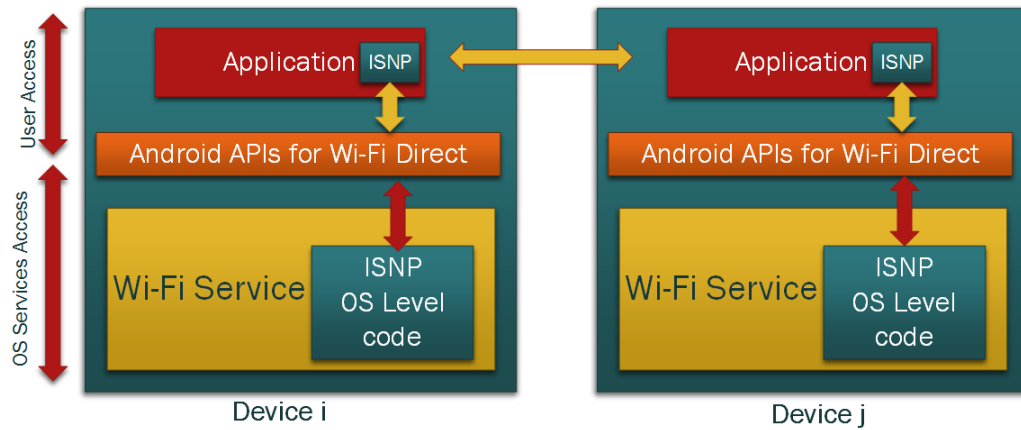 User Access
OS Services Access
Application ISNP
Android APIs for Wi-Fi Direct
Wi-Fi Service
ISNP
OS Level
code
Device i
Application ISNP
Android APIs for Wi-Fi Direct
Wi-Fi Service
ISNP
OS Level
code
Device j